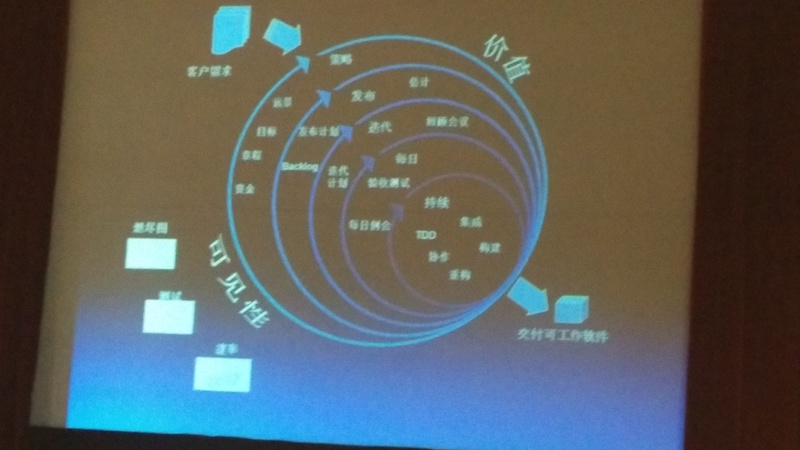 客户需求
价值
策略
估计
发布
远景
目标
发布计划
迭代
回顾会议
章程
Backlog
迭代
计划
每日
验收测试
资金
持续
每日例会
集成
TDD
构建
协作
重构
可见性
燃尽图
测试
速率
交付可工作软件